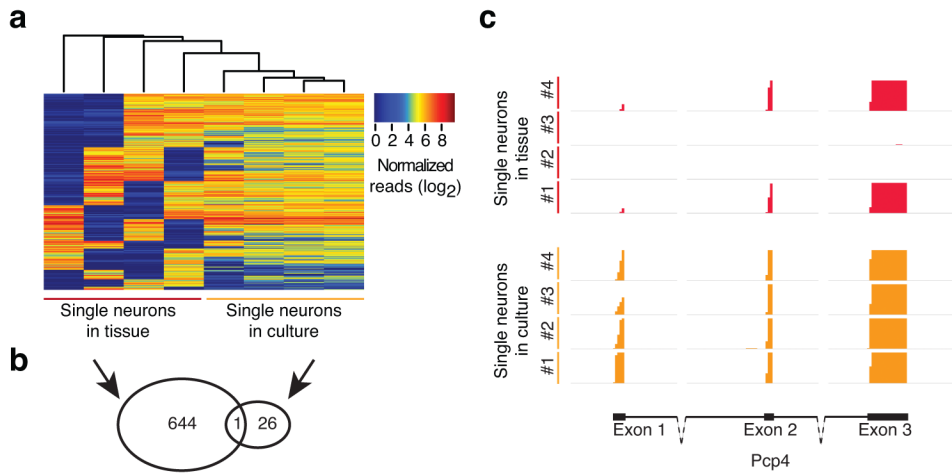 a
0 2 4 6 8
Normalized
reads (log2)
Single neurons
in tissue
Single neurons
in culture
b
644
1
26
c
Single neurons
in tissue
#4
#3
#2
#1
Single neurons
in culture
#4
#3
#2
#1
Exon 1
Exon 2
Exon 3
Pcp4